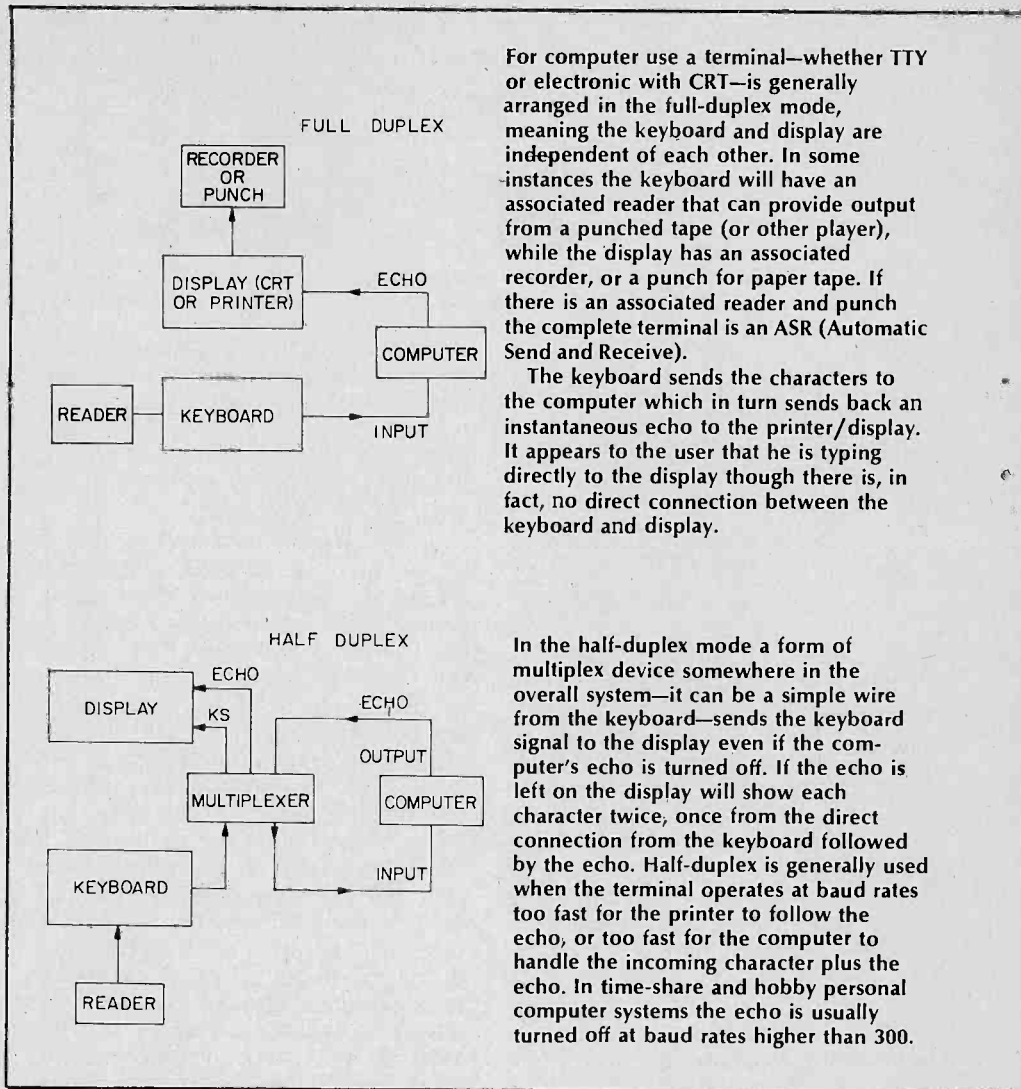 FULL DUPLEX
RECORDER
OR
PUNCH
DISPLAY (CRT
OR PRINTER)
ECHO
COMPUTER
READER
KEYBOARD
INPUT
For computer use a terminal—whether TTY
or electronic with CRT—is generally
arranged in the full-duplex mode,
meaning the keyboard and display are
independent of each other. In some
instances the keyboard will have an
associated reader that can provide output
from a punched tape (or other player),
while the display has an associated
recorder, or a punch for paper tape. If
there is an associated reader and punch
the complete terminal is an ASR (Automatic
Send and Receive).
The keyboard sends the characters to
the computer which in turn sends back an
instantaneous echo to the printer/display.
It appears to the user that he is typing
directly to the display though there is, in
fact, no direct connection between the
keyboard and display.
HALF DUPLEX
ECHO
DISPLAY
KS
ECHO
OUTPUT
MULTIPLEXER
COMPUTER
KEYBOARD
INPUT
READER
In the half-duplex mode a form of
multiplex device somewhere in the
overall system—it can be a simple wire
from the keyboard—sends the keyboard
signal to the display even if the com-
puter's echo is turned off. If the echo is
left on the display will show each
character twice, once from the direct
connection from the keyboard followed
by the echo. Half-duplex is generally used
when the terminal operates at baud rates
too fast for the printer to follow the
echo, or too fast for the computer to
handle the incoming character plus the
echo. In time-share and hobby personal
computer systems the echo is usually
turned off at baud rates higher than 300.